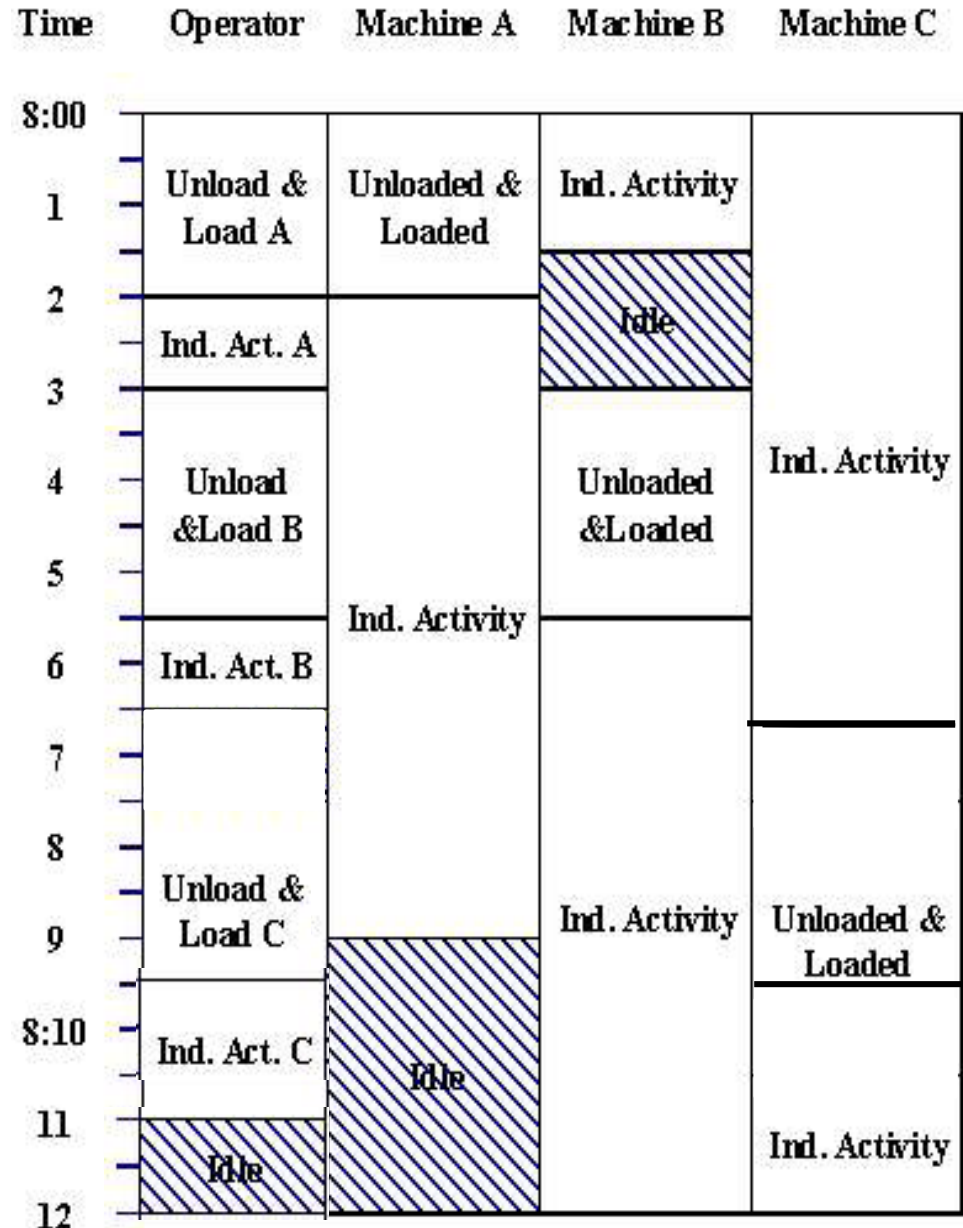 Time Operator Machine A Machine B Machine C
8:00
Unload & Unloaded & Ind. Activity
1
Load A Loaded
2
Idle
Ind. Act. A
3
Ind. Activity
4 Unload Unloaded
&Load B &Loaded
5
Ind. Activity
6 Ind. Act. B
7
8
Unload & Ind. Activity Unloaded &
9 Load C Loaded
8:10
Ind. Act. C
Idle
11
Ind. Activity
Idle
12